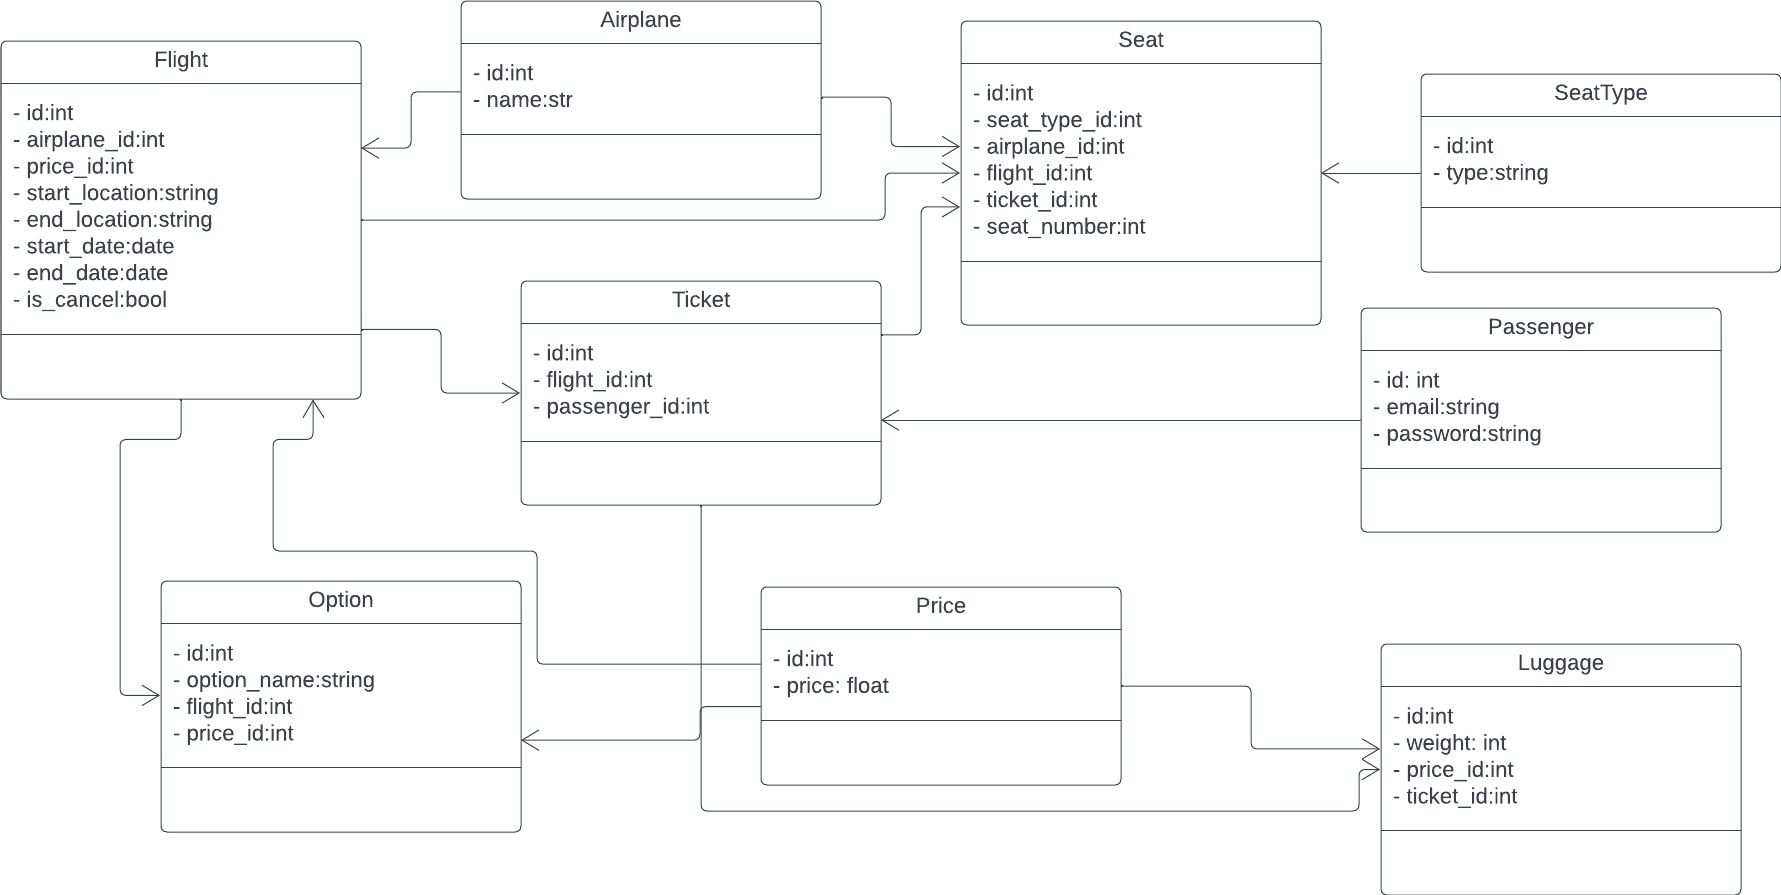 Flight
- id:int
- airplane_id:int
- price_id:int
- start_location:string
- end_location:string
- start_date:date
- end_date:date
- is_cancel:bool
Airplane
- id:int
- name:str
Seat
- id:int
- seat_type_id:int
- airplane_id:int
- flight_id:int
- ticket_id:int
- seat_number:int
SeatType
- id:int
- type:string
Ticket
- id:int
- flight_id:int
- passenger_id:int
Passenger
- id: int
- email:string
- password:string
Option
- id:int
- option_name:string
- flight_id:int
- price_id:int
Price
- id:int
- price: float
Luggage
- id:int
- weight: int
- price_id:int
- ticket_id:int